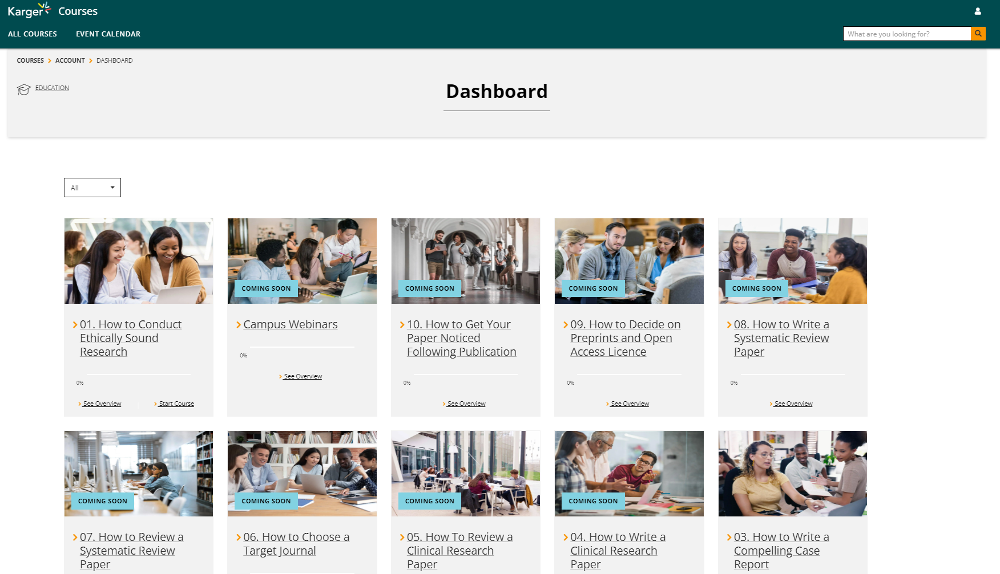 Karger Courses
ALL COURSES
EVENT CALENDAR
What are you looking for?
COURSES
ACCOUNT
DASHBOARD
EDUCATION
Dashboard
All
01. How to Conduct
Ethically Sound
Research
0%
See Overview
Start Course
COMING SOON
Campus Webinars
0%
See Overview
COMING SOON
10. How to Get Your
Paper Noticed
Following Publication
0%
See Overview
COMING SOON
09. How to Decide on
Preprints and Open
Access Licence
0%
See Overview
COMING SOON
08. How to Write a
Systematic Review
Paper
0%
See Overview
COMING SOON
07. How to Review a
Systematic Review
Paper
COMING SOON
06. How to Choose a
Target Journal
COMING SOON
05. How To Review a
Clinical Research
Paper
COMING SOON
04. How to Write a
Clinical Research
Paper
03. How to Write a
Compelling Case
Report